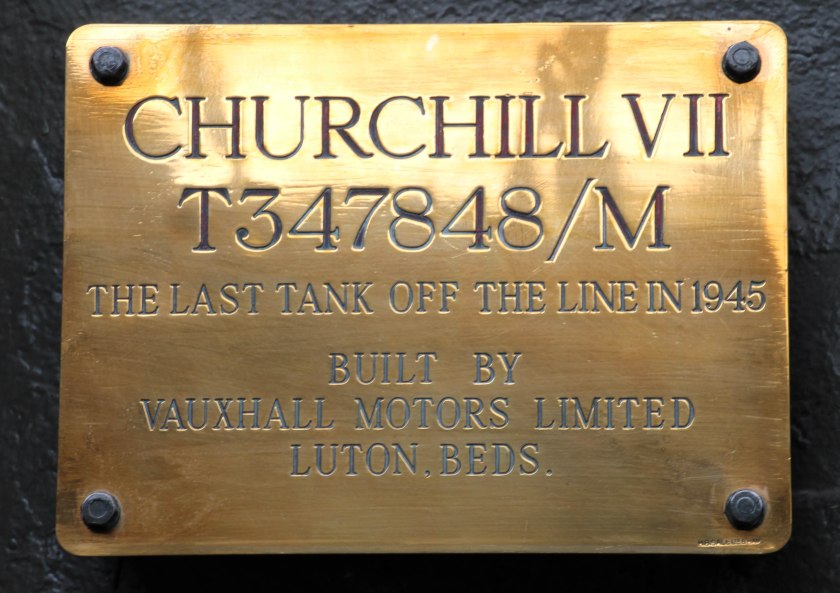 CHURCHILL VII
T347848/M
THE LAST TANK OFF THE LINE IN 1945
BUILT BY
VAUXHALL MOTORS LIMITED
LUTON, BEDS.